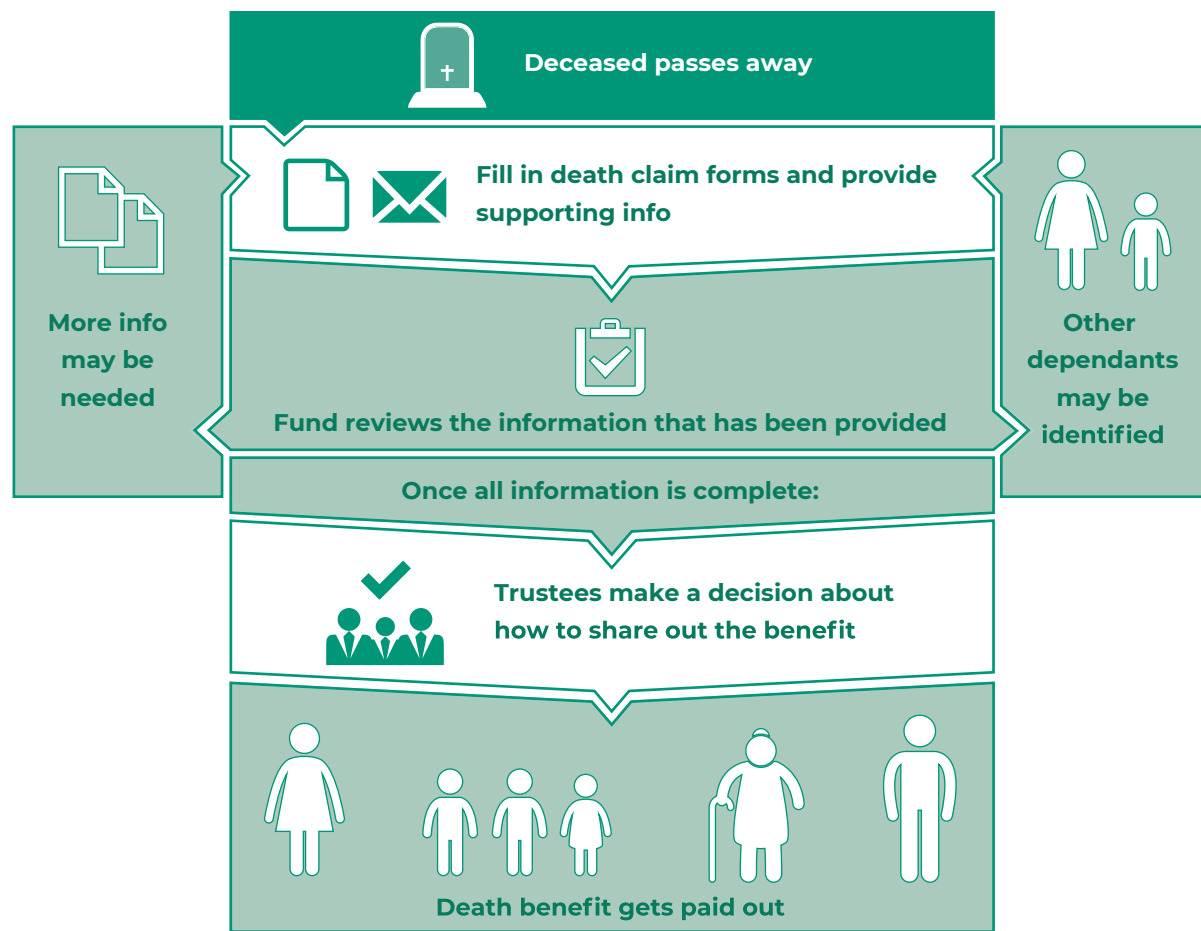 Deceased passes away
Fill in death claim forms and provide
supporting info
More info
may be
needed
Other
dependants
may be
identified
Fund reviews the information that has been provided
Once all information is complete:
Trustees make a decision about
how to share out the benefit
Death benefit gets paid out